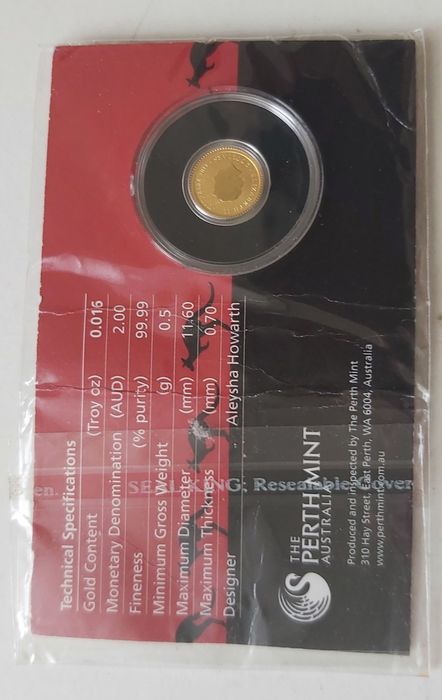 Technical Specifications
Gold Content (Troy oz) 0.016
Monetary Denomination (AUD) 2.00
Fineness (% purity) 99.99
Minimum Gross Weight (g) 0.5
Maximum Diameter (mm) 11.60
Maximum Thickness (mm) 0.70
Designer Aleysha Howarth
THE
PERTH MINT
AUSTRALIA
Produced and inspected by The Perth Mint
310 Hay Street, East Perth, WA 6004, Australia
www.perthmint.com.au
ELIZABETH II